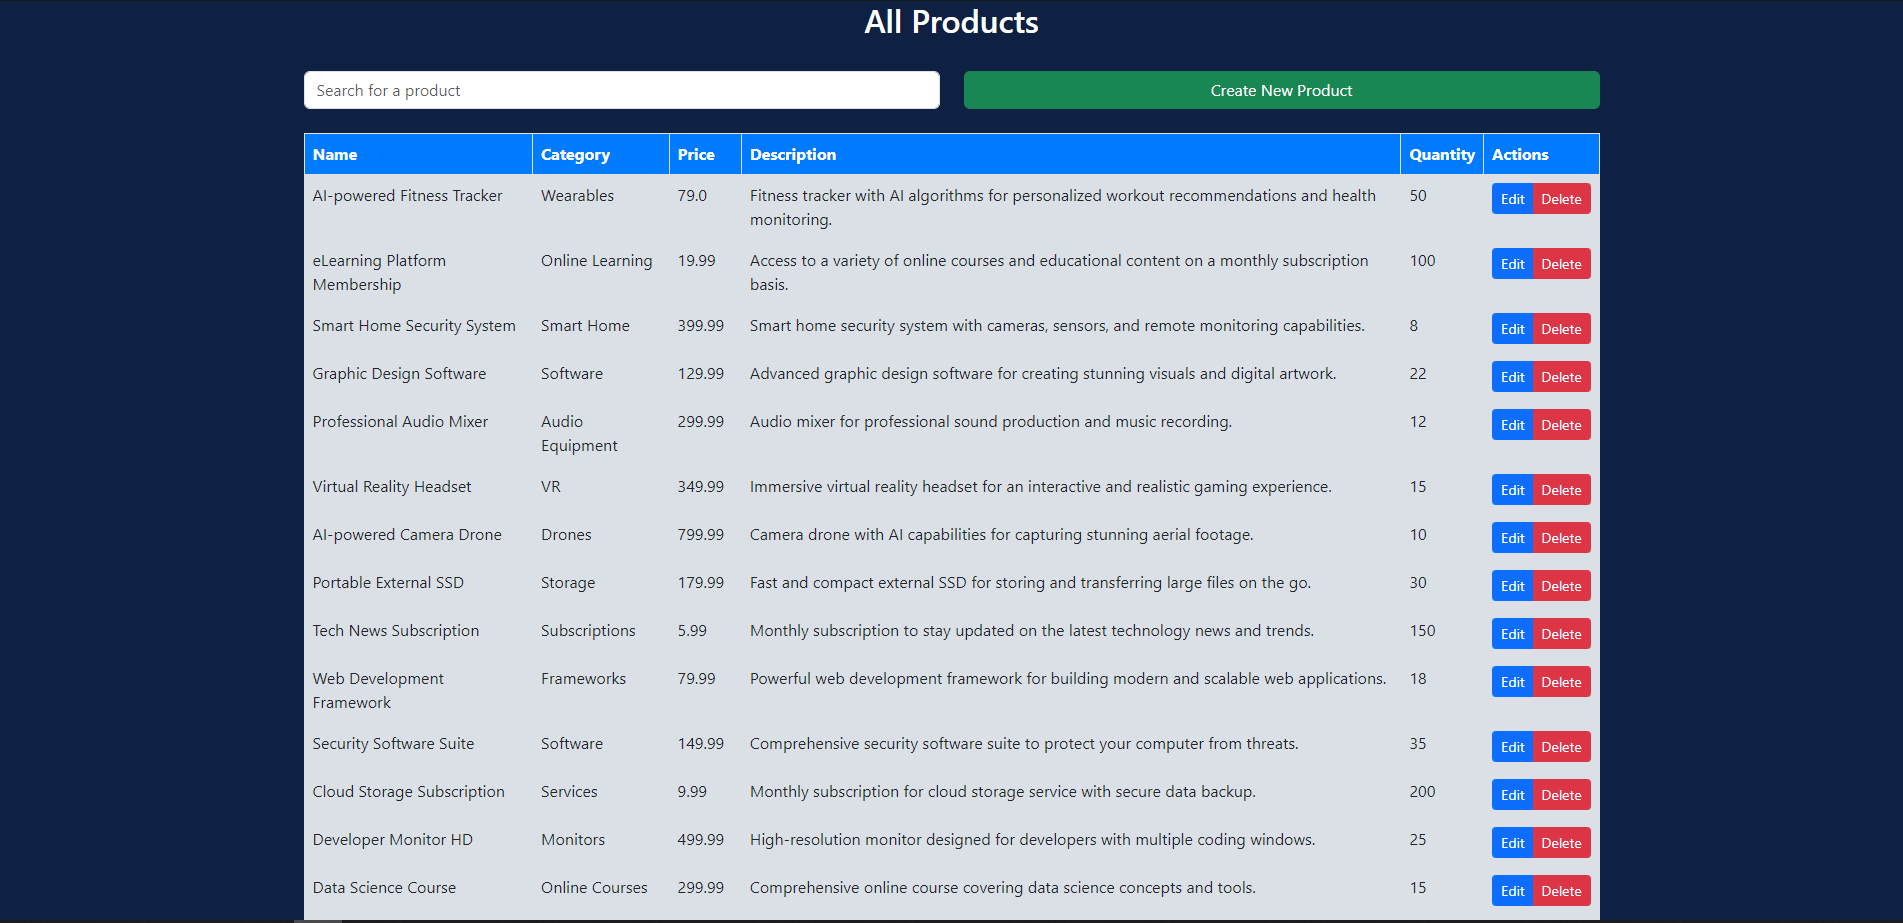 All Products
Search for a product
Create New Product
Name Category Price Description Quantity Actions
AI-powered Fitness Tracker Wearables 79.0 Fitness tracker with AI algorithms for personalized workout recommendations and health 50 Edit Delete
monitoring.
eLearning Platform Online Learning 19.99 Access to a variety of online courses and educational content on a monthly subscription 100 Edit Delete
Membership basis.
Smart Home Security System Smart Home 399.99 Smart home security system with cameras, sensors, and remote monitoring capabilities. 8 Edit Delete
Graphic Design Software Software 129.99 Advanced graphic design software for creating stunning visuals and digital artwork. 22 Edit Delete
Professional Audio Mixer Audio 299.99 Audio mixer for professional sound production and music recording. 12 Edit Delete
Equipment
Virtual Reality Headset VR 349.99 Immersive virtual reality headset for an interactive and realistic gaming experience. 15 Edit Delete
AI-powered Camera Drone Drones 799.99 Camera drone with AI capabilities for capturing stunning aerial footage. 10 Edit Delete
Portable External SSD Storage 179.99 Fast and compact external SSD for storing and transferring large files on the go. 30 Edit Delete
Tech News Subscription Subscriptions 5.99 Monthly subscription to stay updated on the latest technology news and trends. 150 Edit Delete
Web Development Frameworks 79.99 Powerful web development framework for building modern and scalable web applications. 18 Edit Delete
Framework
Security Software Suite Software 149.99 Comprehensive security software suite to protect your computer from threats. 35 Edit Delete
Cloud Storage Subscription Services 9.99 Monthly subscription for cloud storage service with secure data backup. 200 Edit Delete
Developer Monitor HD Monitors 499.99 High-resolution monitor designed for developers with multiple coding windows. 25 Edit Delete
Data Science Course Online Courses 299.99 Comprehensive online course covering data science concepts and tools. 15 Edit Delete